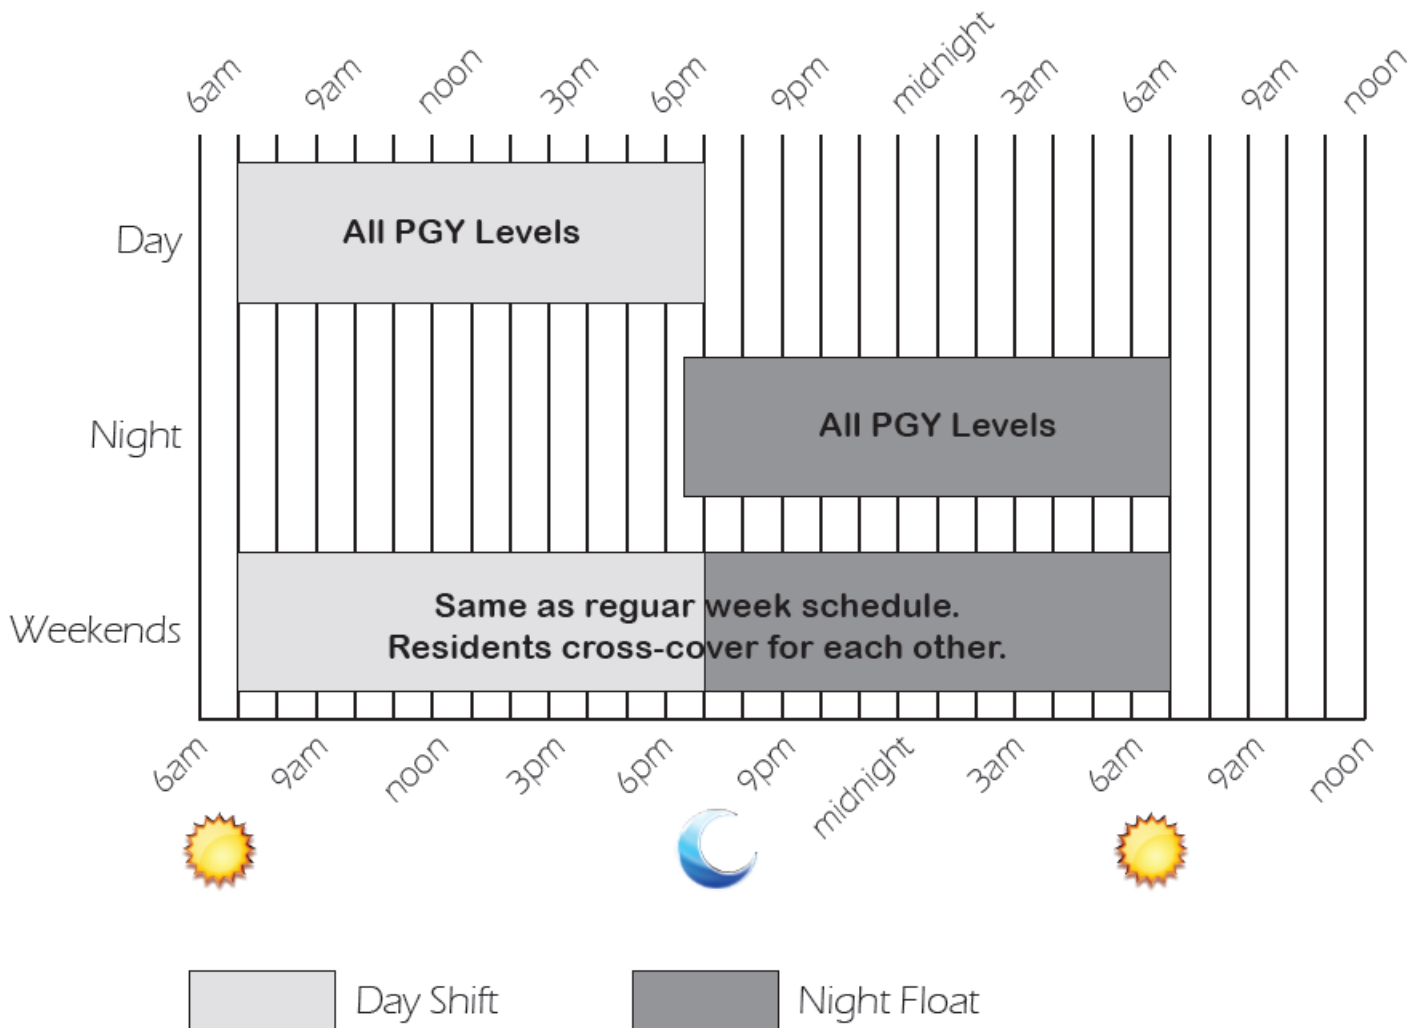 6am 9am noon 3pm 6pm 9pm midnight 3am 6am 9am noon
Day
All PGY Levels
Night
All PGY Levels
Weekends
Same as reguar week schedule.
Residents cross-cover for each other.
6am 9am noon 3pm 6pm 9pm midnight 3am 6am 9am noon
Day Shift
Night Float